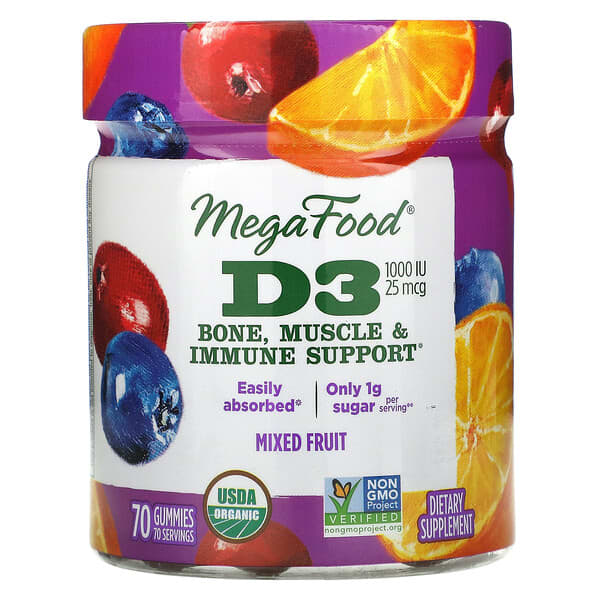 MegaFood®
D3 1000 IU
25 mcg
BONE, MUSCLE &
IMMUNE SUPPORT*
Easily
absorbed*
Only 1g
sugar per
serving**
MIXED FRUIT
70 GUMMIES
70 SERVINGS
USDA
ORGANIC
NON
GMO
Project
VERIFIED
nongmoproject.org
DIETARY
SUPPLEMENT